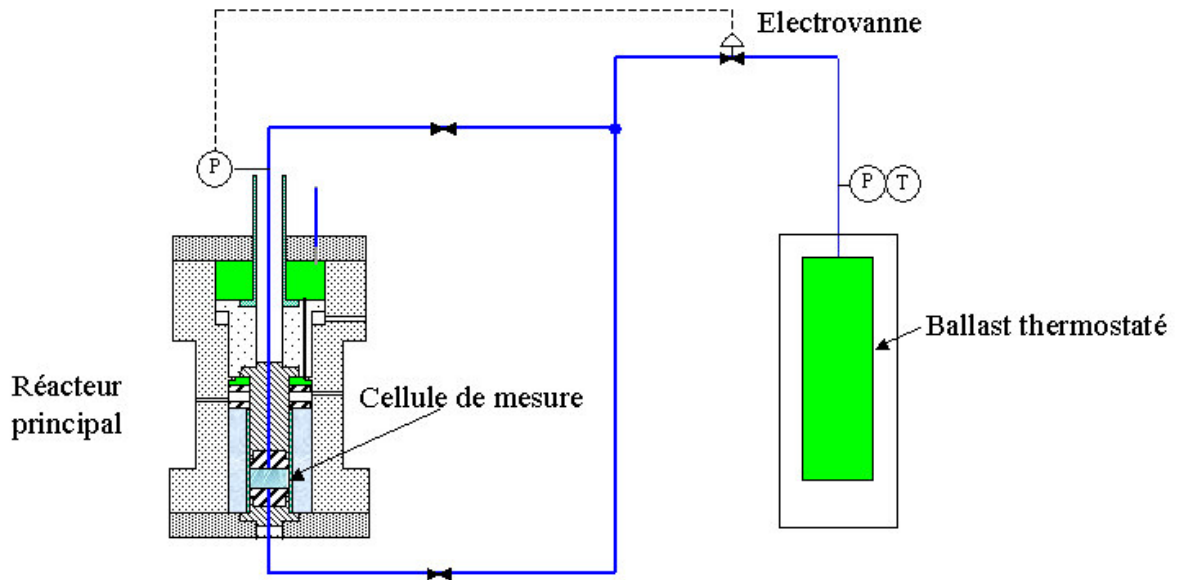 Electrovanne
P
P
T
Ballast thermostaté
Réacteur
principal
Cellule de mesure